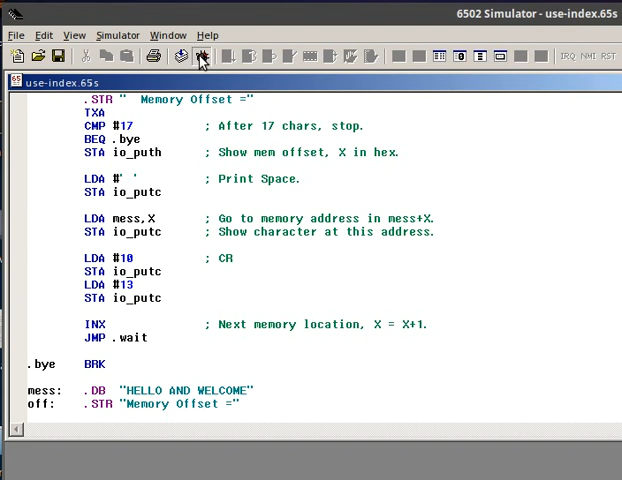 6502 Simulator - use-index.65s
File Edit View Simulator Window Help
IRQ NMI RST
65 use-index.65s
.STR "  Memory Offset ="
TXA
CMP #17 ; After 17 chars, stop.
BEQ .bye
STA io_puth ; Show mem offset, X in hex.
LDA #' ' ; Print Space.
STA io_putc
LDA mess,X ; Go to memory address in mess+X.
STA io_putc ; Show character at this address.
LDA #10 ; CR
STA io_putc
LDA #13
STA io_putc
INX ; Next memory location, X = X+1.
JMP .wait
.bye BRK
mess: .DB "HELLO AND WELCOME"
off: .STR "Memory Offset ="